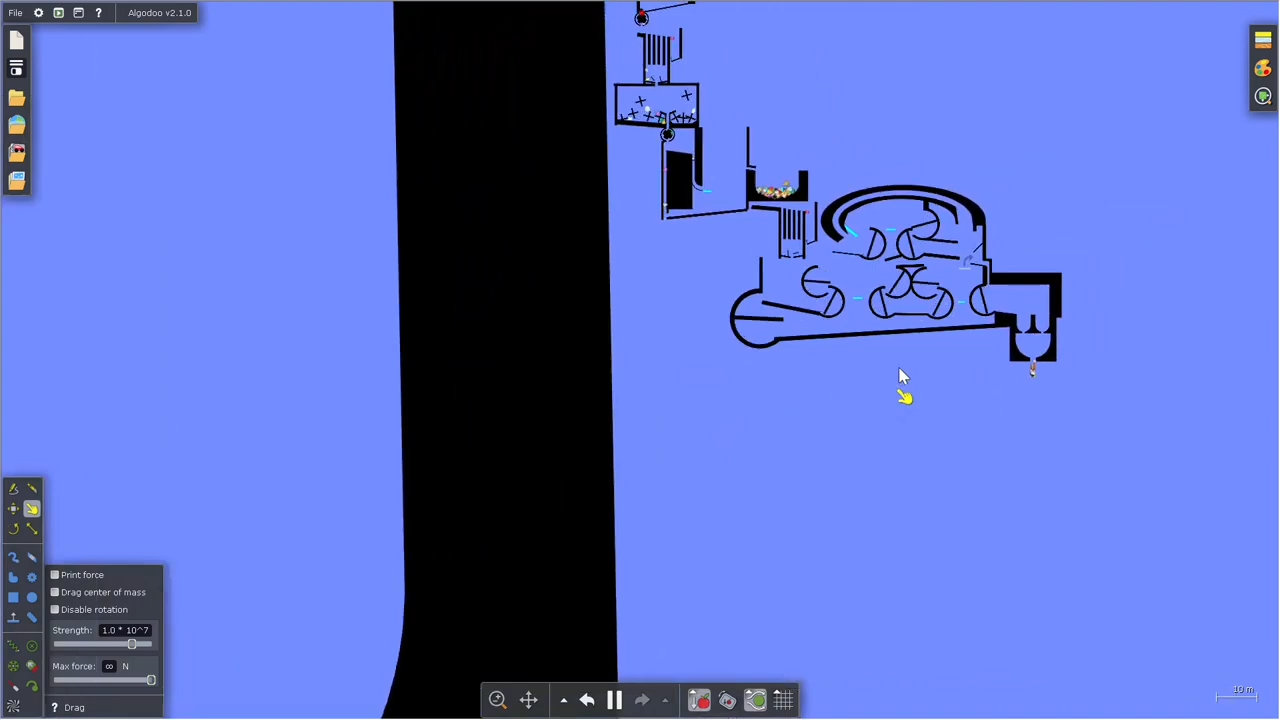 File ? Algodoo v2.1.0
Print force
Drag center of mass
Disable rotation
Strength: 1.0 * 10^7
Max force: ∞ N
? Drag
10 m